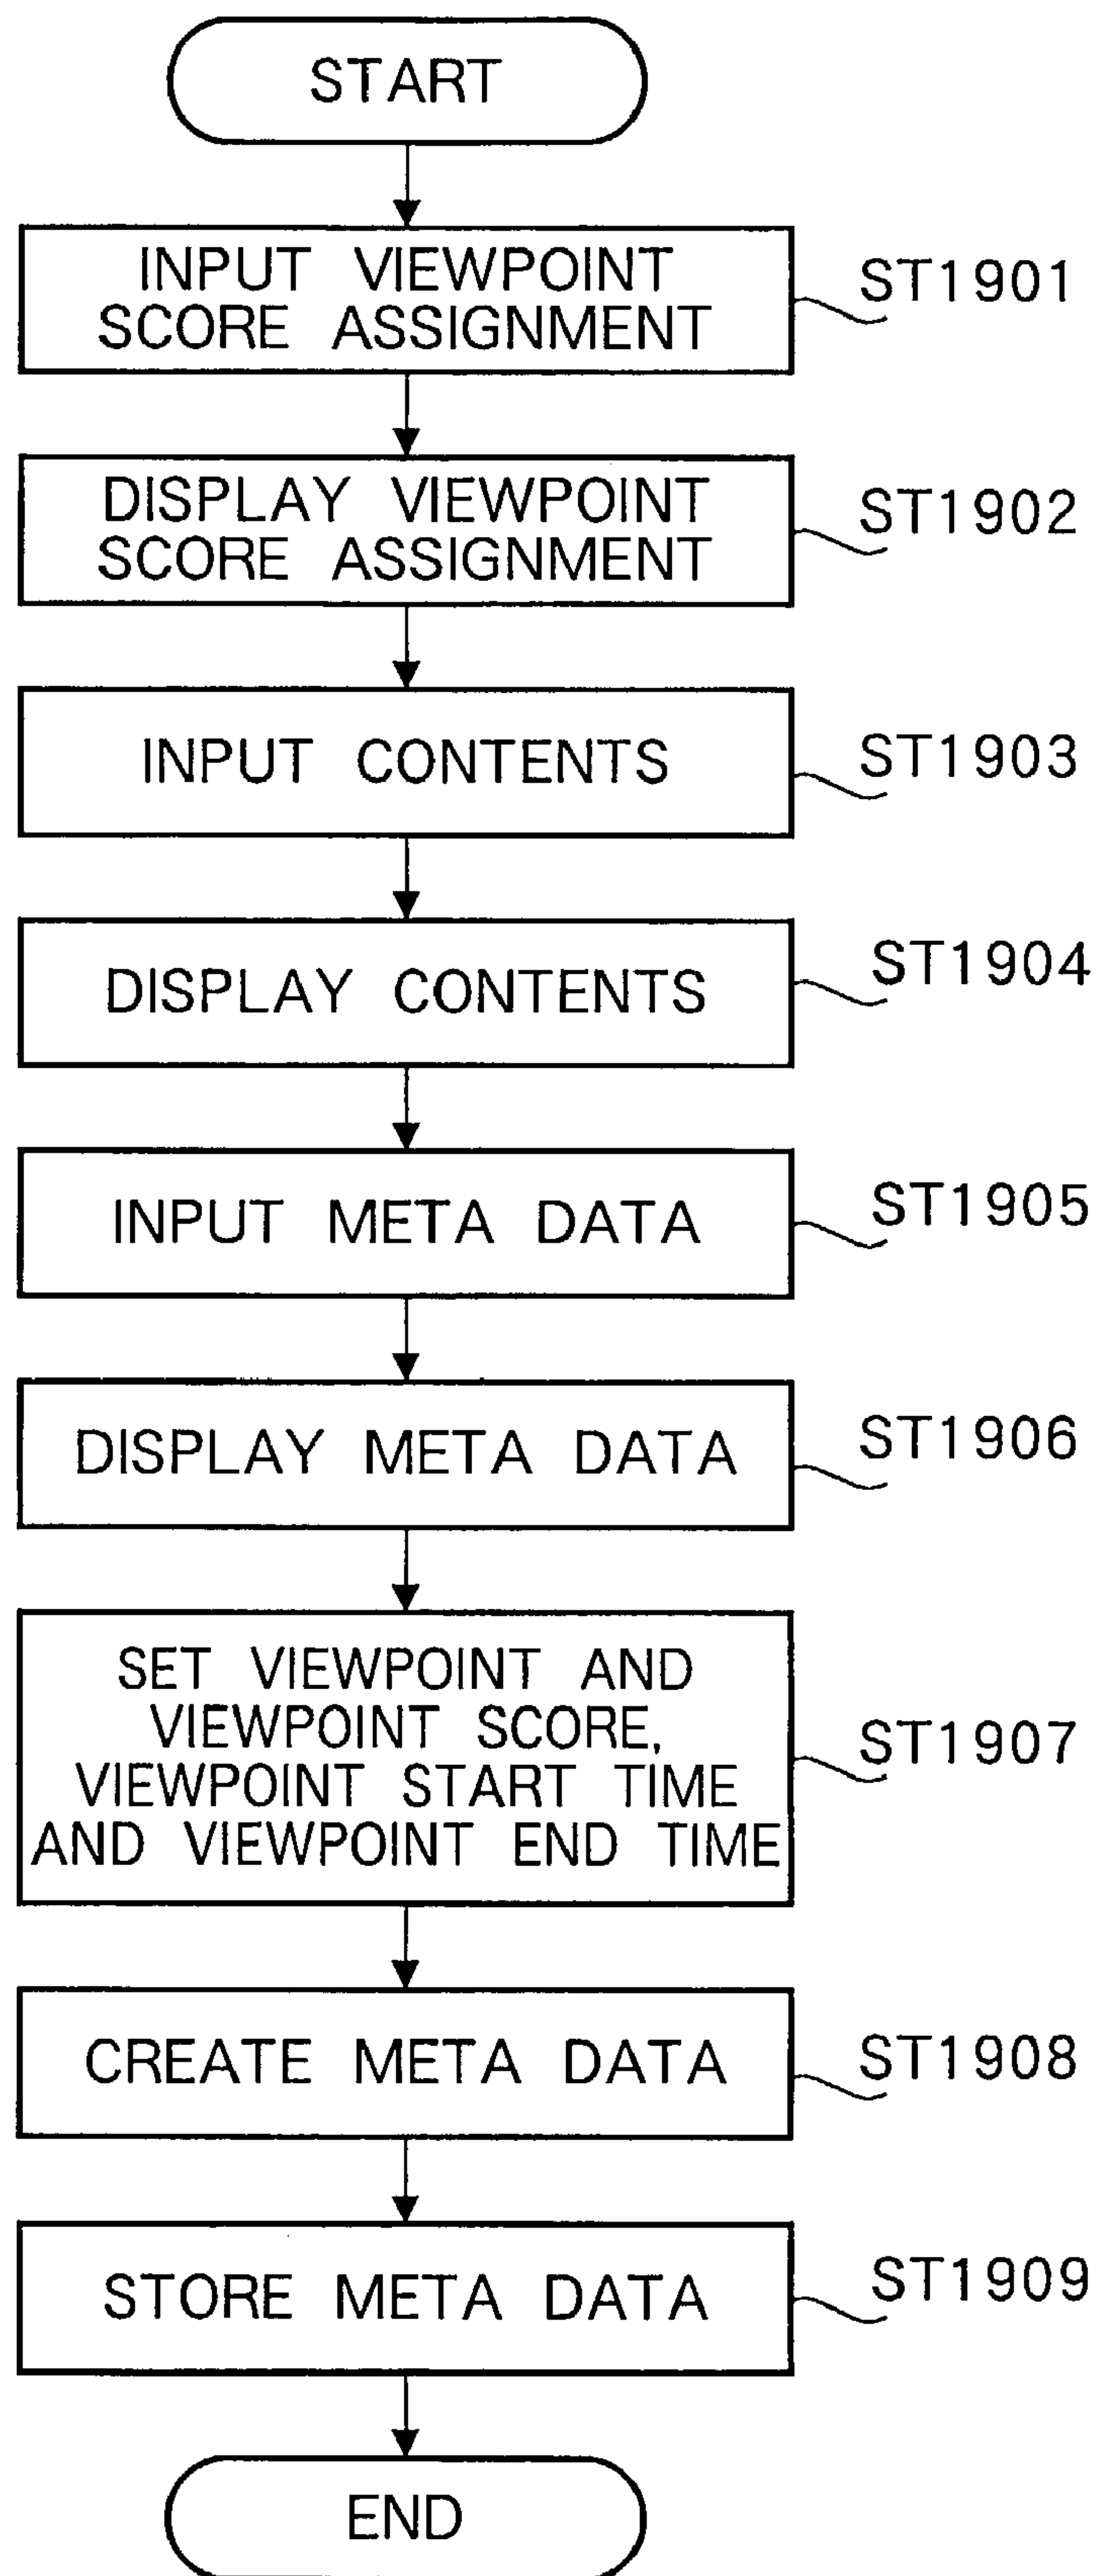 START
INPUT VIEWPOINT
SCORE ASSIGNMENT
ST1901
DISPLAY VIEWPOINT
SCORE ASSIGNMENT
ST1902
INPUT CONTENTS
ST1903
DISPLAY CONTENTS
ST1904
INPUT META DATA
ST1905
DISPLAY META DATA
ST1906
SET VIEWPOINT AND
VIEWPOINT SCORE,
VIEWPOINT START TIME
AND VIEWPOINT END TIME
ST1907
CREATE META DATA
ST1908
STORE META DATA
ST1909
END